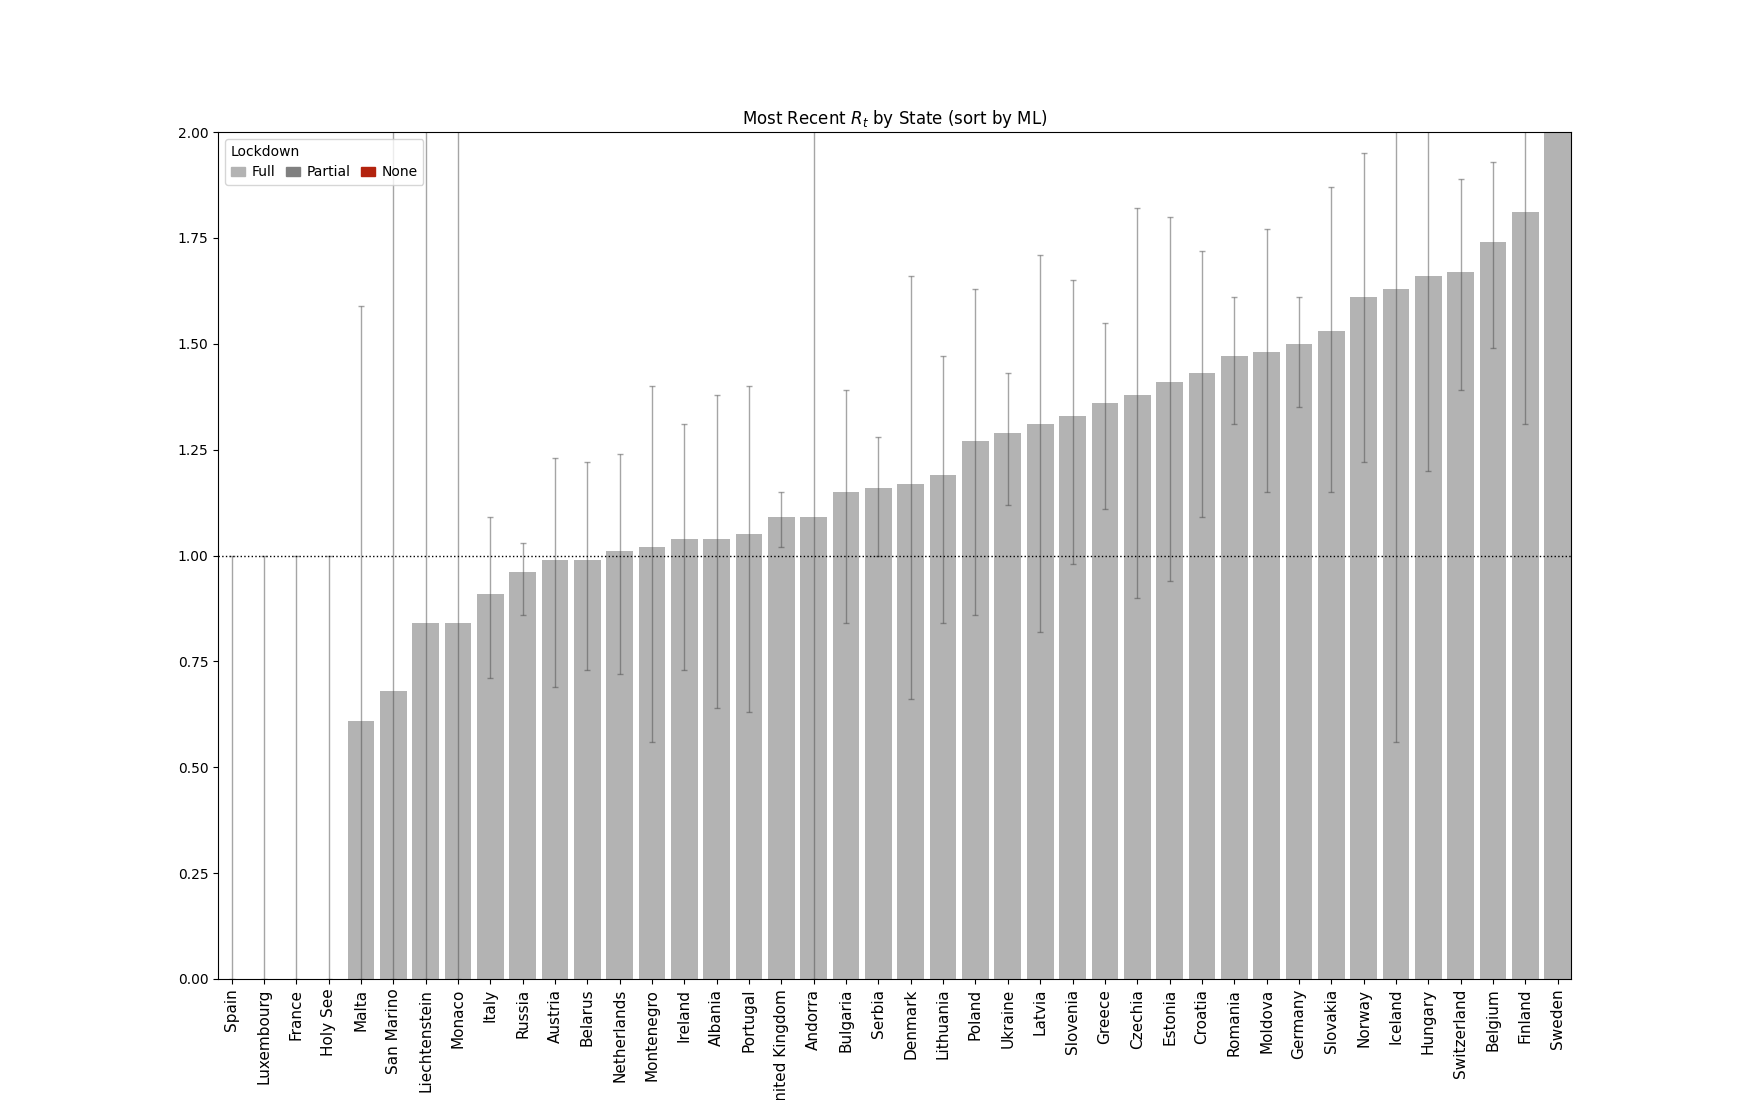 Most Recent Rt by State (sort by ML)
Lockdown
Full Partial None
2.00
1.75
1.50
1.25
1.00
0.75
0.50
0.25
0.00
Spain
Luxembourg
France
Holy See
Malta
San Marino
Liechtenstein
Monaco
Italy
Russia
Austria
Belarus
Netherlands
Montenegro
Ireland
Albania
Portugal
nited Kingdom
Andorra
Bulgaria
Serbia
Denmark
Lithuania
Poland
Ukraine
Latvia
Slovenia
Greece
Czechia
Estonia
Croatia
Romania
Moldova
Germany
Slovakia
Norway
Iceland
Hungary
Switzerland
Belgium
Finland
Sweden